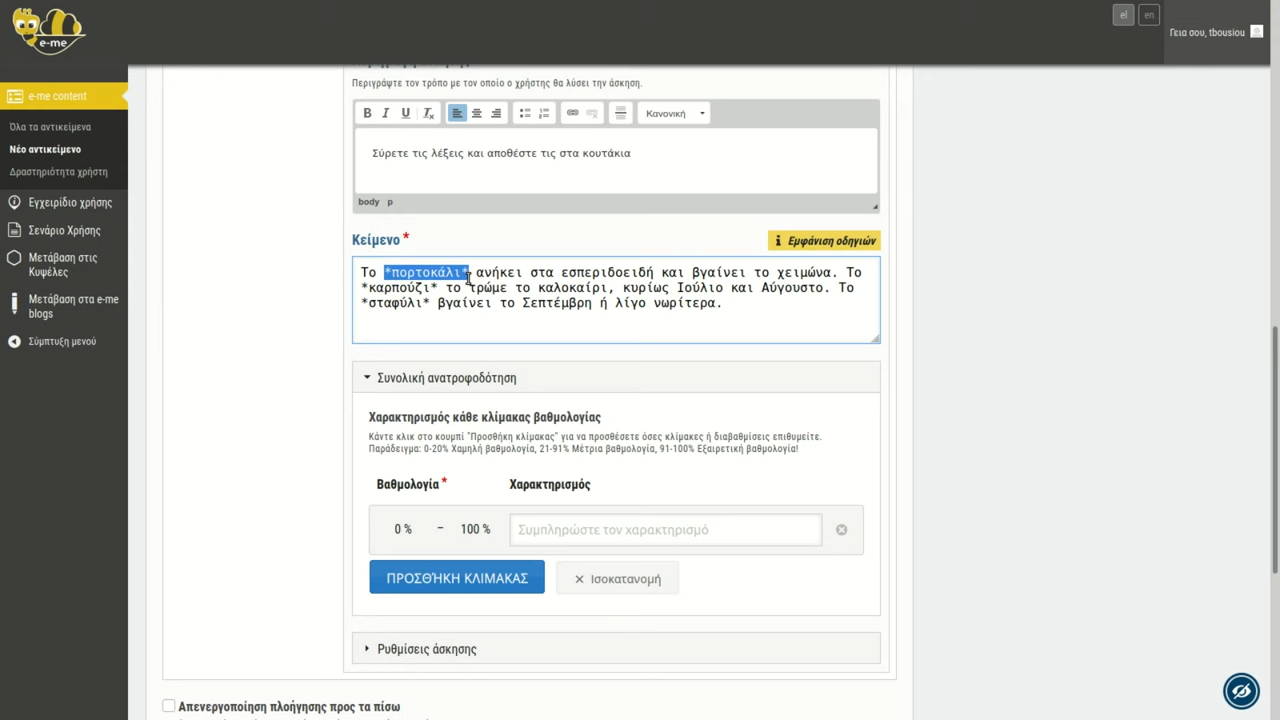 e-me
el
en
Γεια σου, tbousiou
e-me content
Όλα τα αντικείμενα
Νέο αντικείμενο
Δραστηριότητα χρήστη
Εγχειρίδιο χρήσης
Σενάριο Χρήσης
Μετάβαση στις
Κυψέλες
Μετάβαση στα e-me
blogs
Σύμπτυξη μενού
Περιγράψτε τον τρόπο με τον οποίο ο χρήστης θα λύσει την άσκηση.
B I U Tx
Κανονική
Σύρετε τις λέξεις και αποθέστε τις στα κουτάκια
body p
Κείμενο *
Εμφάνιση οδηγιών
Το *πορτοκάλι* ανήκει στα εσπεριδοειδή και βγαίνει το χειμώνα. Το
*καρπούζι* το τρώμε το καλοκαίρι, κυρίως Ιούλιο και Αύγουστο. Το
*σταφύλι* βγαίνει το Σεπτέμβρη ή λίγο νωρίτερα.
Συνολική ανατροφοδότηση
Χαρακτηρισμός κάθε κλίμακας βαθμολογίας
Κάντε κλικ στο κουμπί "Προσθήκη κλίμακας" για να προσθέσετε όσες κλίμακες ή διαβαθμίσεις επιθυμείτε.
Παράδειγμα: 0-20% Χαμηλή βαθμολογία, 21-91% Μέτρια βαθμολογία, 91-100% Εξαιρετική βαθμολογία!
Βαθμολογία *
Χαρακτηρισμός
0 % – 100 %
Συμπληρώστε τον χαρακτηρισμό
ΠΡΟΣΘΉΚΗ ΚΛΙΜΑΚΑΣ
Ισοκατανομή
Ρυθμίσεις άσκησης
Απενεργοποίηση πλοήγησης προς τα πίσω